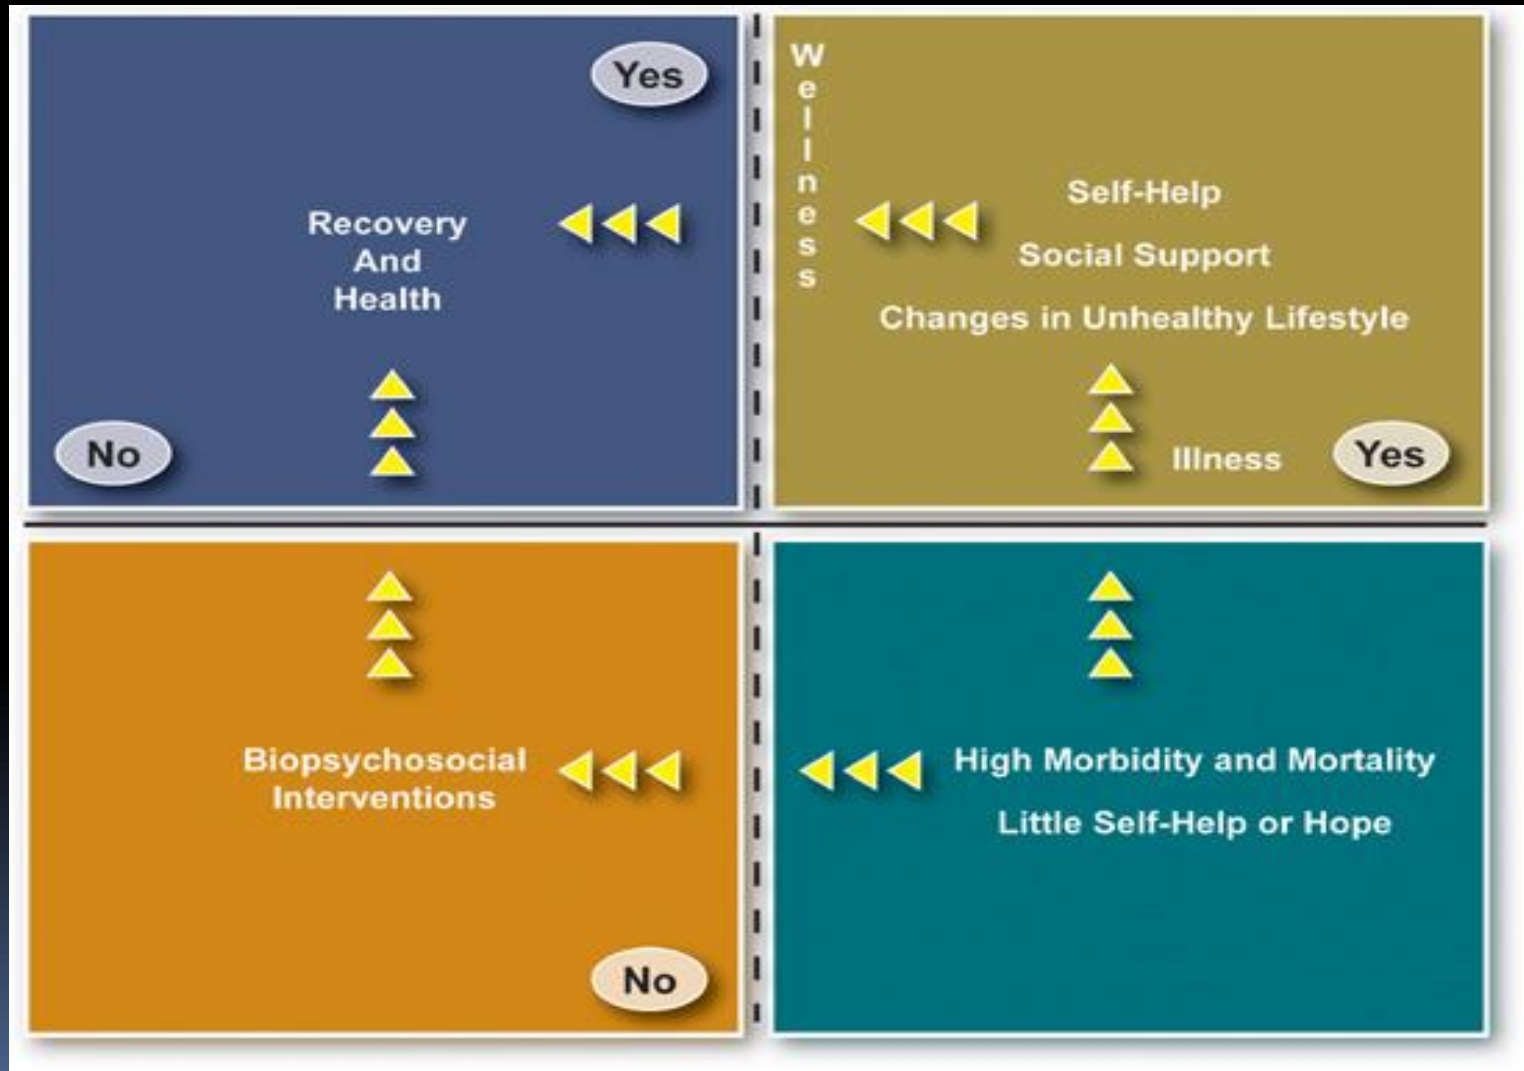 Yes
Recovery
And
Health
No
Wellness
Self-Help
Social Support
Changes in Unhealthy Lifestyle
Illness
Yes
Biopsychosocial
Interventions
No
High Morbidity and Mortality
Little Self-Help or Hope